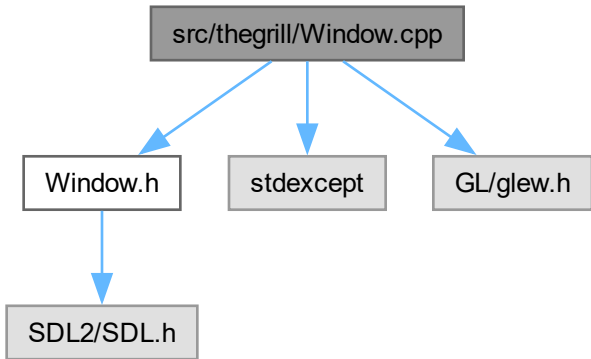 src/thegrill/Window.cpp
Window.h
stdexcept
GL/glew.h
SDL2/SDL.h